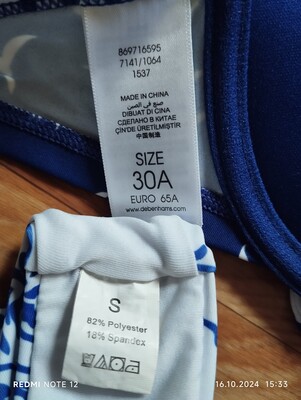 869716595
7141/1064
1537
MADE IN CHINA
صنع في الصين
DIBUAT DI CINA
СДЕЛАНО В КИТАЕ
ÇİN'DE ÜRETİLMİŞTİR
中国制造
SIZE
30A
EURO 65A
www.debenhams.com
S
82% Polyester
18% Spandex
REDMI NOTE 12
16.10.2024 15:33